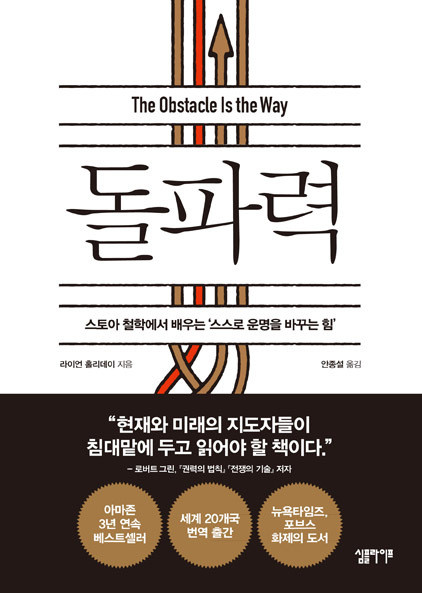 The Obstacle Is the Way
돌파력
스토아 철학에서 배우는 ‘스스로 운명을 바꾸는 힘’
라이언 홀리데이 지음
안종설 옮김
“현재와 미래의 지도자들이
침대맡에 두고 읽어야 할 책이다.”
– 로버트 그린, 『권력의 법칙』 『전쟁의 기술』 저자
아마존
3년 연속
베스트셀러
세계 20개국
번역 출간
뉴욕타임즈,
포브스
화제의 도서
심플라이프